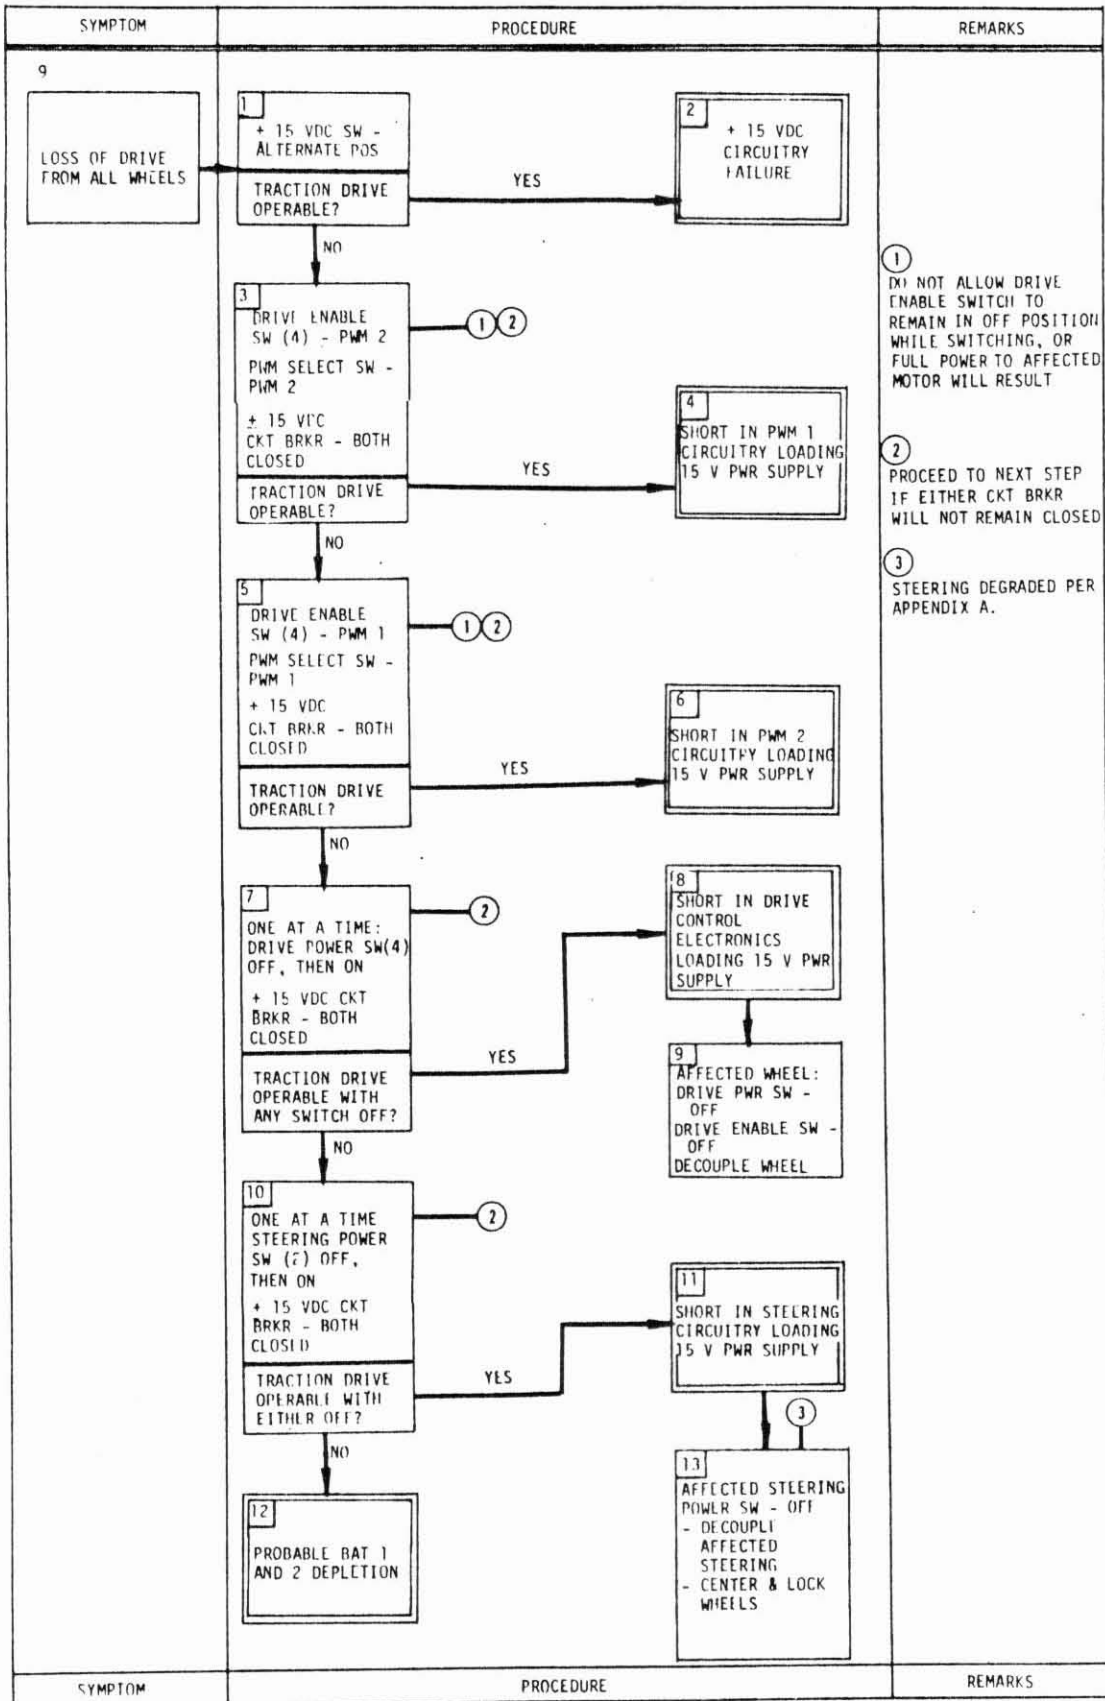 SYMPTOM
PROCEDURE
REMARKS
9
LOSS OF DRIVE
FROM ALL WHEELS
1
+ 15 VDC SW -
ALTERNATE POS
TRACTION DRIVE
OPERABLE?
YES
2
+ 15 VDC
CIRCUITRY
FAILURE
NO
3
DRIVE ENABLE
SW (4) - PWM 2
PWM SELECT SW -
PWM 2
± 15 VDC
CKT BRKR - BOTH
CLOSED
TRACTION DRIVE
OPERABLE?
1 2
YES
4
SHORT IN PWM 1
CIRCUITRY LOADING
15 V PWR SUPPLY
NO
5
DRIVE ENABLE
SW (4) - PWM 1
PWM SELECT SW -
PWM 1
+ 15 VDC
CKT BRKR - BOTH
CLOSED
TRACTION DRIVE
OPERABLE?
1 2
YES
6
SHORT IN PWM 2
CIRCUITRY LOADING
15 V PWR SUPPLY
NO
7
ONE AT A TIME:
DRIVE POWER SW(4)
OFF, THEN ON
+ 15 VDC CKT
BRKR - BOTH
CLOSED
TRACTION DRIVE
OPERABLE WITH
ANY SWITCH OFF?
2
YES
8
SHORT IN DRIVE
CONTROL
ELECTRONICS
LOADING 15 V PWR
SUPPLY
9
AFFECTED WHEEL:
DRIVE PWR SW -
OFF
DRIVE ENABLE SW -
OFF
DECOUPLE WHEEL
NO
10
ONE AT A TIME
STEERING POWER
SW (2) OFF,
THEN ON
+ 15 VDC CKT
BRKR - BOTH
CLOSED
TRACTION DRIVE
OPERABLE WITH
EITHER OFF?
2
YES
11
SHORT IN STEERING
CIRCUITRY LOADING
15 V PWR SUPPLY
3
13
AFFECTED STEERING
POWER SW - OFF
- DECOUPLE
AFFECTED
STEERING
- CENTER & LOCK
WHEELS
NO
12
PROBABLE BAT 1
AND 2 DEPLETION
1
DO NOT ALLOW DRIVE
ENABLE SWITCH TO
REMAIN IN OFF POSITION
WHILE SWITCHING, OR
FULL POWER TO AFFECTED
MOTOR WILL RESULT
2
PROCEED TO NEXT STEP
IF EITHER CKT BRKR
WILL NOT REMAIN CLOSED
3
STEERING DEGRADED PER
APPENDIX A.
SYMPTOM
PROCEDURE
REMARKS